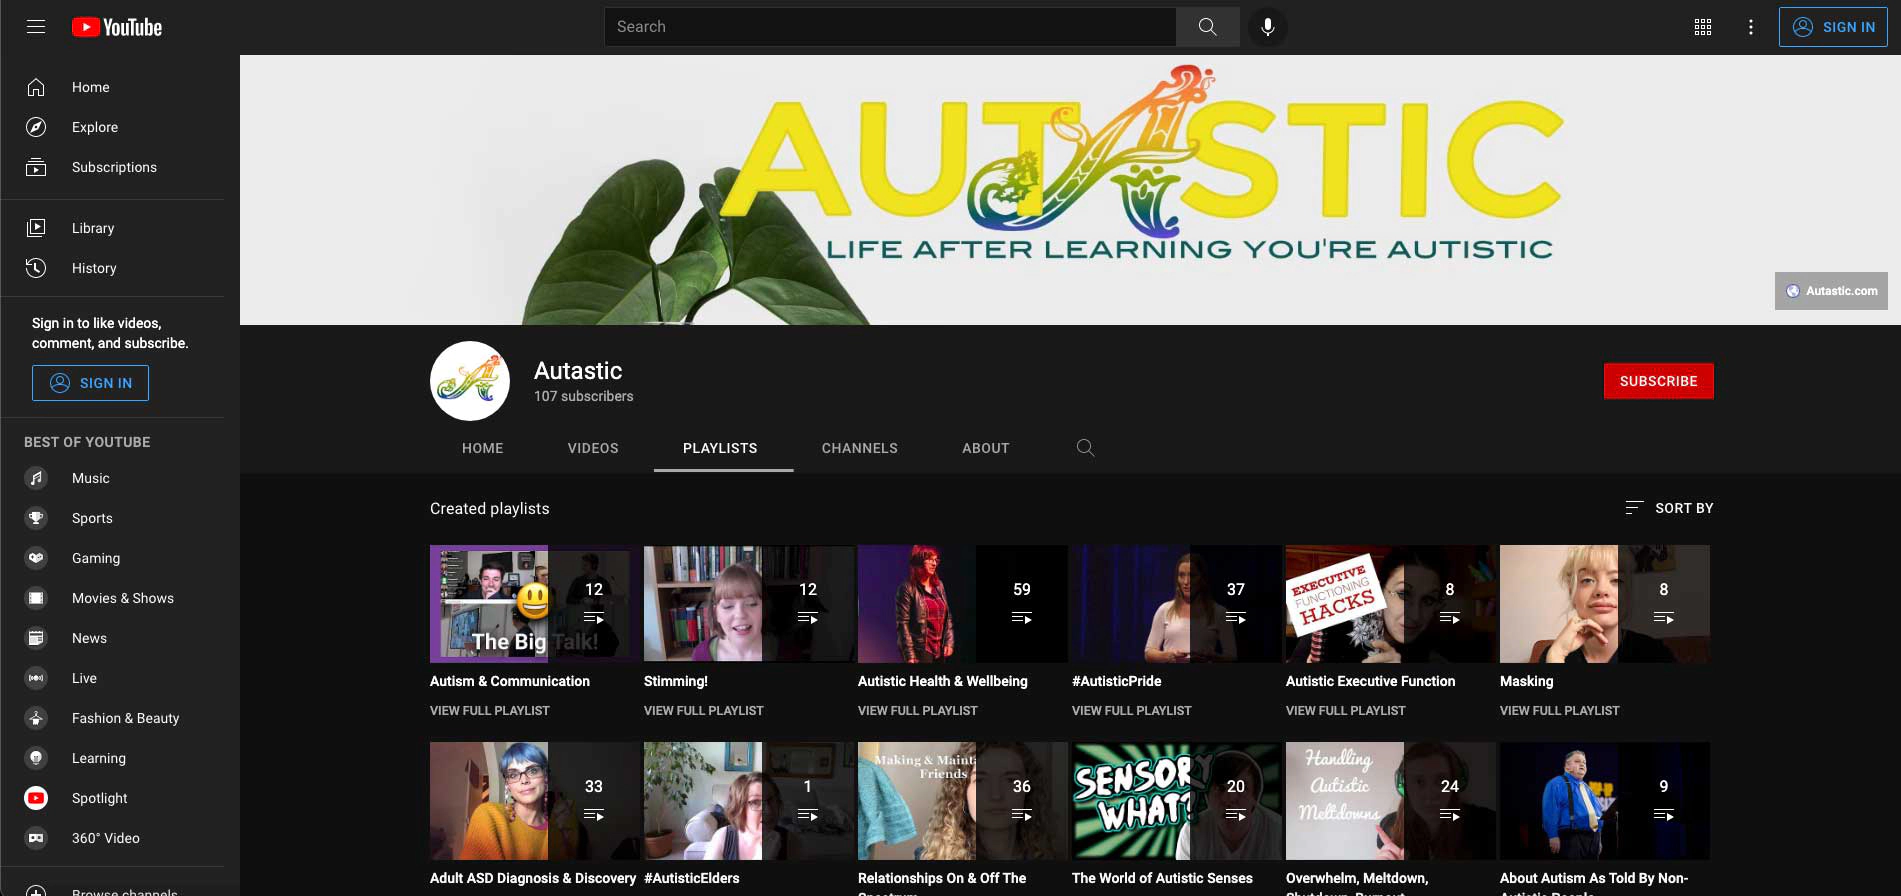 YouTube
Search
SIGN IN
Home
Explore
Subscriptions
Library
History
Sign in to like videos,
comment, and subscribe.
SIGN IN
BEST OF YOUTUBE
Music
Sports
Gaming
Movies & Shows
News
Live
Fashion & Beauty
Learning
Spotlight
360° Video
Browse channels
AUTASTIC
LIFE AFTER LEARNING YOU'RE AUTISTIC
Autastic.com
Autastic
107 subscribers
SUBSCRIBE
HOME VIDEOS PLAYLISTS CHANNELS ABOUT
Created playlists
SORT BY
The Big Talk!
12
12
59
37
EXECUTIVE
FUNCTIONING
HACKS
8
8
Autism & Communication
Stimming!
Autistic Health & Wellbeing
#AutisticPride
Autistic Executive Function
Masking
VIEW FULL PLAYLIST
VIEW FULL PLAYLIST
VIEW FULL PLAYLIST
VIEW FULL PLAYLIST
VIEW FULL PLAYLIST
VIEW FULL PLAYLIST
33
1
Making &
Friends
36
SENSORY
WHAT?
20
Handling
Autistic
Meltdowns
24
9
Adult ASD Diagnosis & Discovery
#AutisticElders
Relationships On & Off The
Spectrum
The World of Autistic Senses
Overwhelm, Meltdown,
Shutdown, Burnout
About Autism As Told By Non-
Autistic People